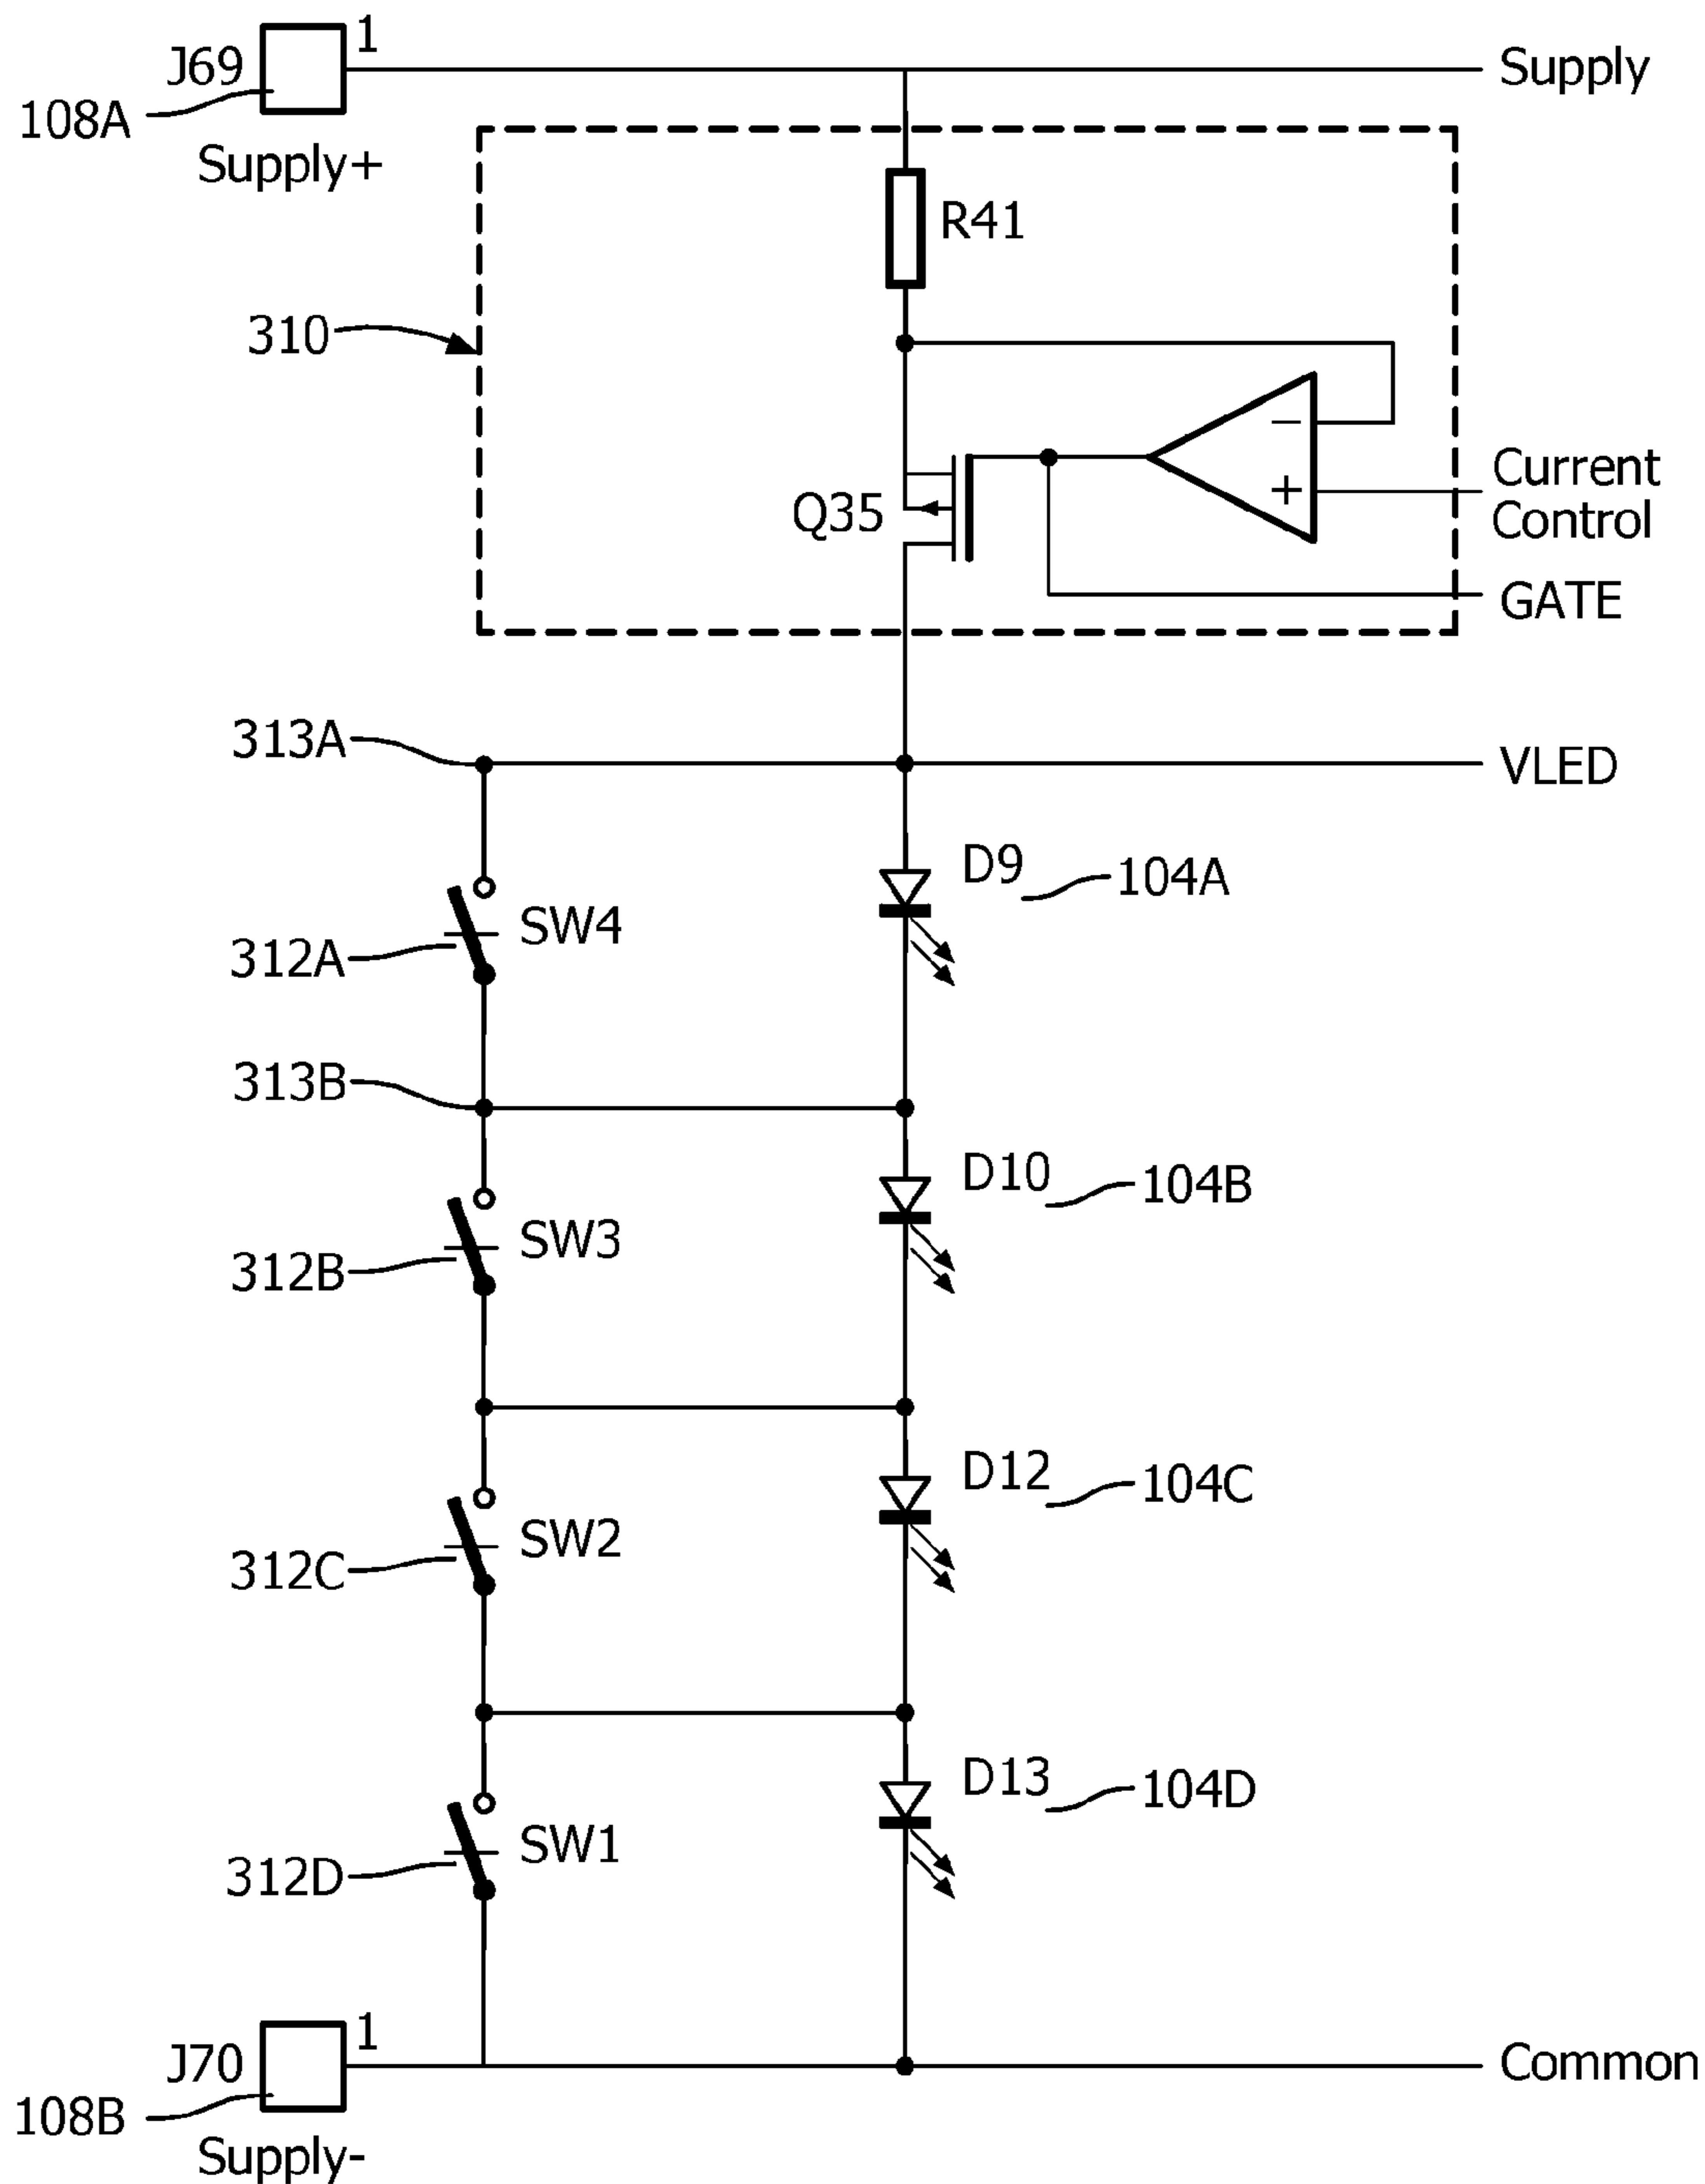 1
J69
Supply
108A
Supply+
R41
310
−
Current
+
Q35
Control
GATE
313A
VLED
D9
104A
SW4
312A
313B
D10
104B
SW3
312B
D12
104C
SW2
312C
D13
104D
SW1
312D
1
J70
Common
108B
Supply-